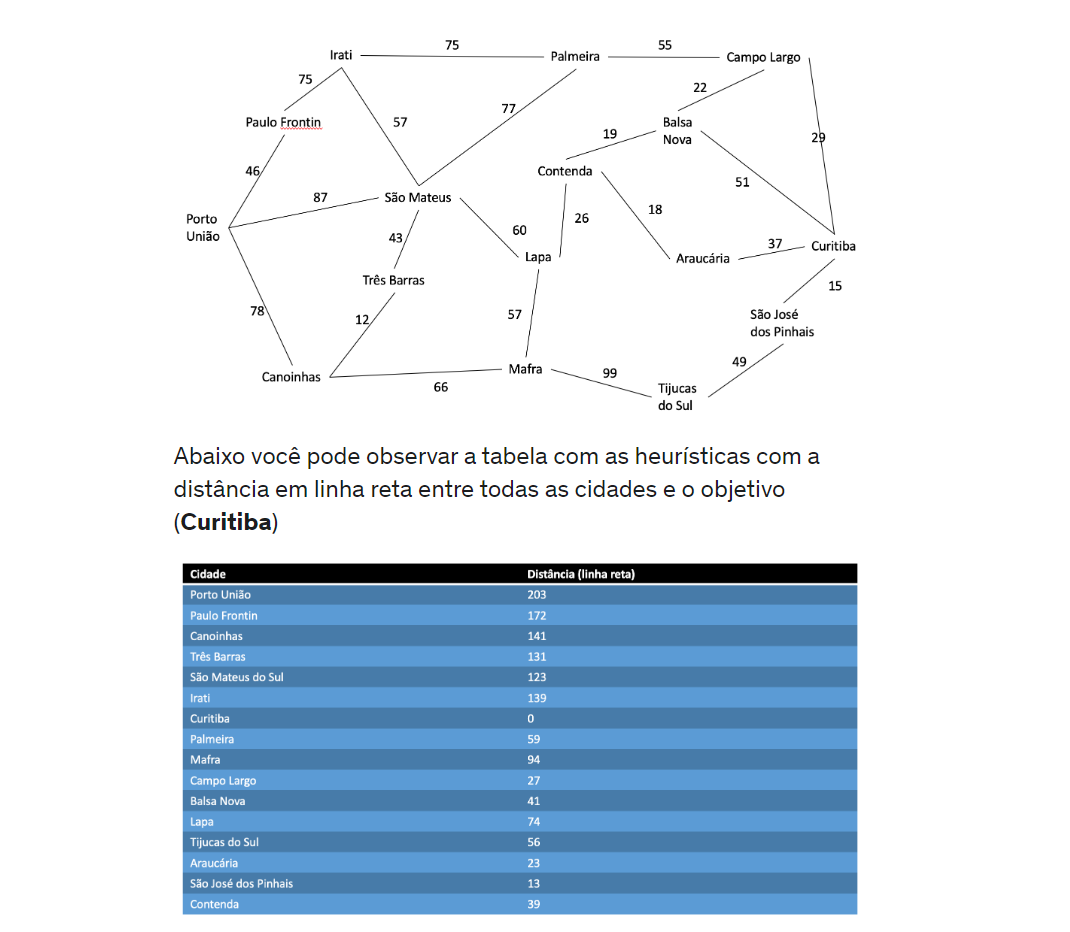 75
55
Irati
Palmeira
Campo Largo
75
22
77
Paulo Frontin
57
Balsa
Nova
19
29
46
Contenda
51
87
São Mateus
18
Porto
União
26
60
43
37
Curitiba
Lapa
Araucária
Três Barras
15
78
12
57
São José
dos Pinhais
49
Canoinhas
Mafra
99
66
Tijucas
do Sul
Abaixo você pode observar a tabela com as heurísticas com a
distância em linha reta entre todas as cidades e o objetivo
(Curitiba)
Cidade Distância (linha reta)
Porto União 203
Paulo Frontin 172
Canoinhas 141
Três Barras 131
São Mateus do Sul 123
Irati 139
Curitiba 0
Palmeira 59
Mafra 94
Campo Largo 27
Balsa Nova 41
Lapa 74
Tijucas do Sul 56
Araucária 23
São José dos Pinhais 13
Contenda 39